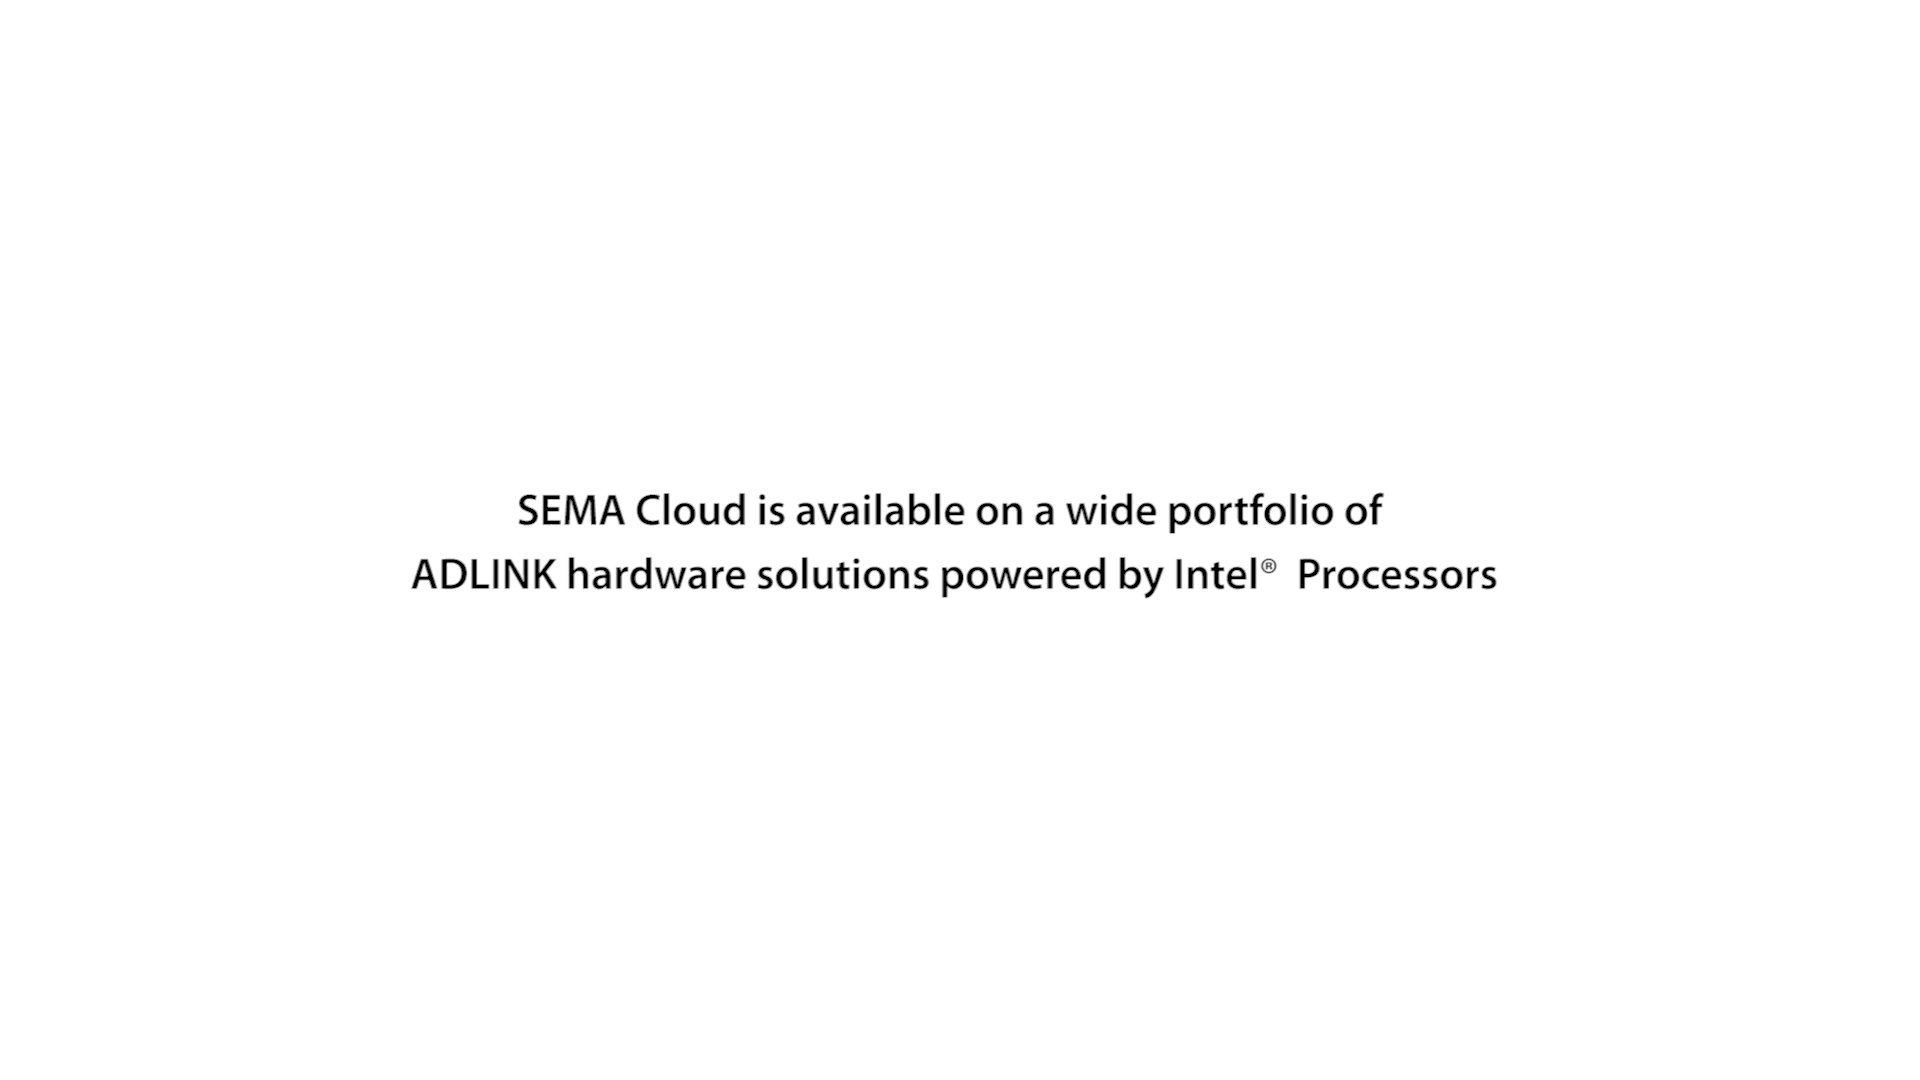 SEMA Cloud is available on a wide portfolio of
ADLINK hardware solutions powered by Intel® Processors